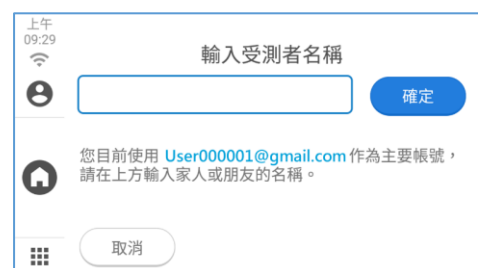 上午
09:29
輸入受測者名稱
確定
您目前使用 User000001@gmail.com 作為主要帳號，
請在上方輸入家人或朋友的名稱。
取消